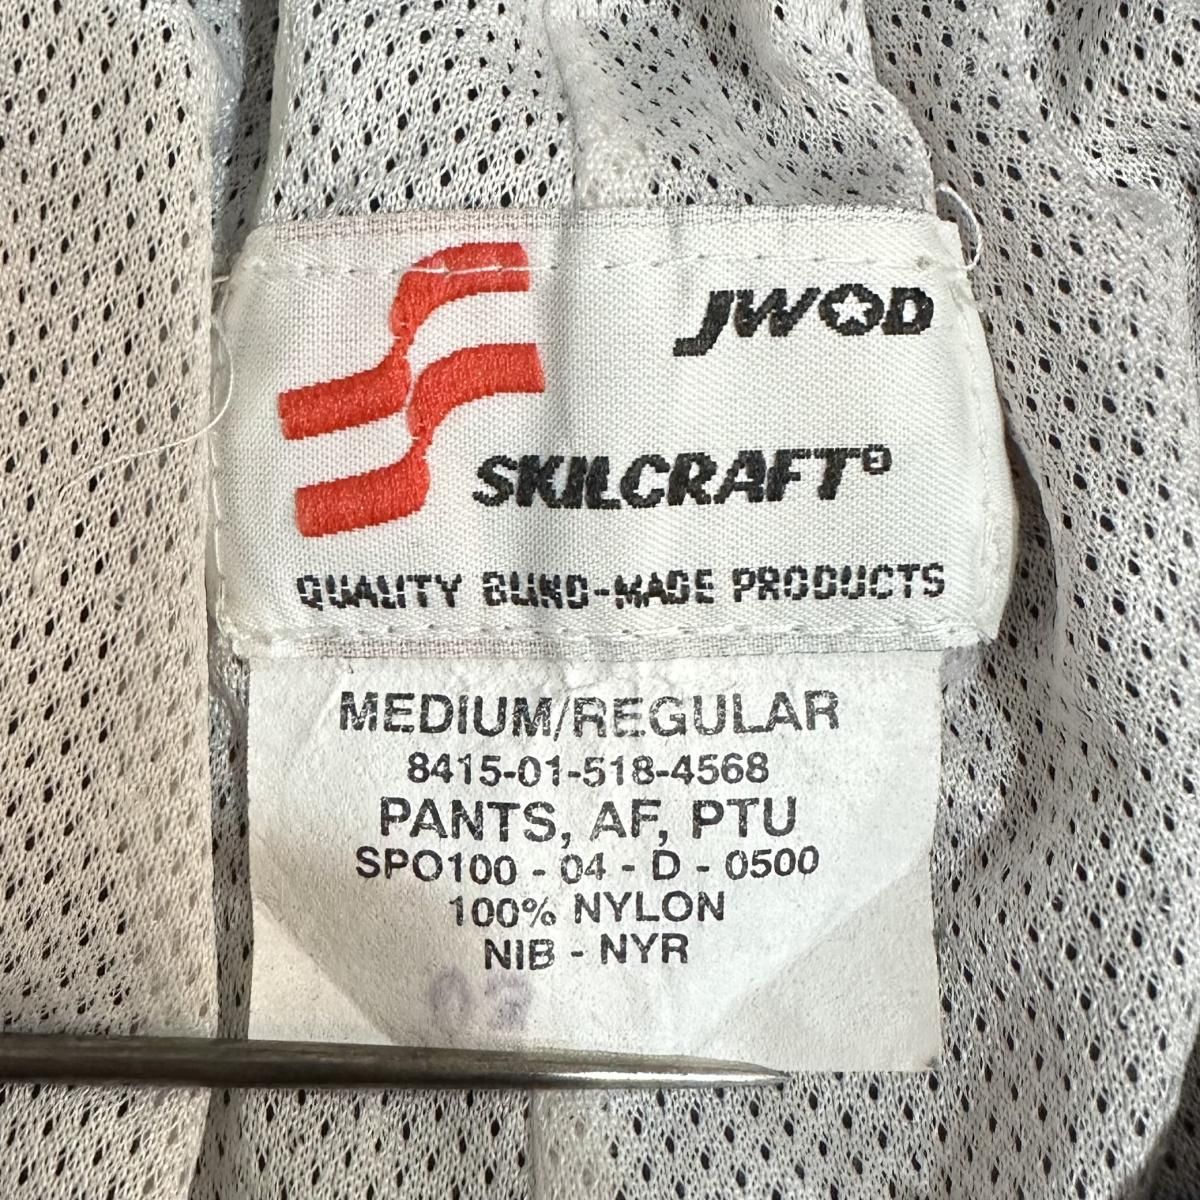 JWOD
SKILCRAFT®
QUALITY BLIND-MADE PRODUCTS
MEDIUM/REGULAR
8415-01-518-4568
PANTS, AF, PTU
SPO100 - 04 - D - 0500
100% NYLON
NIB - NYR